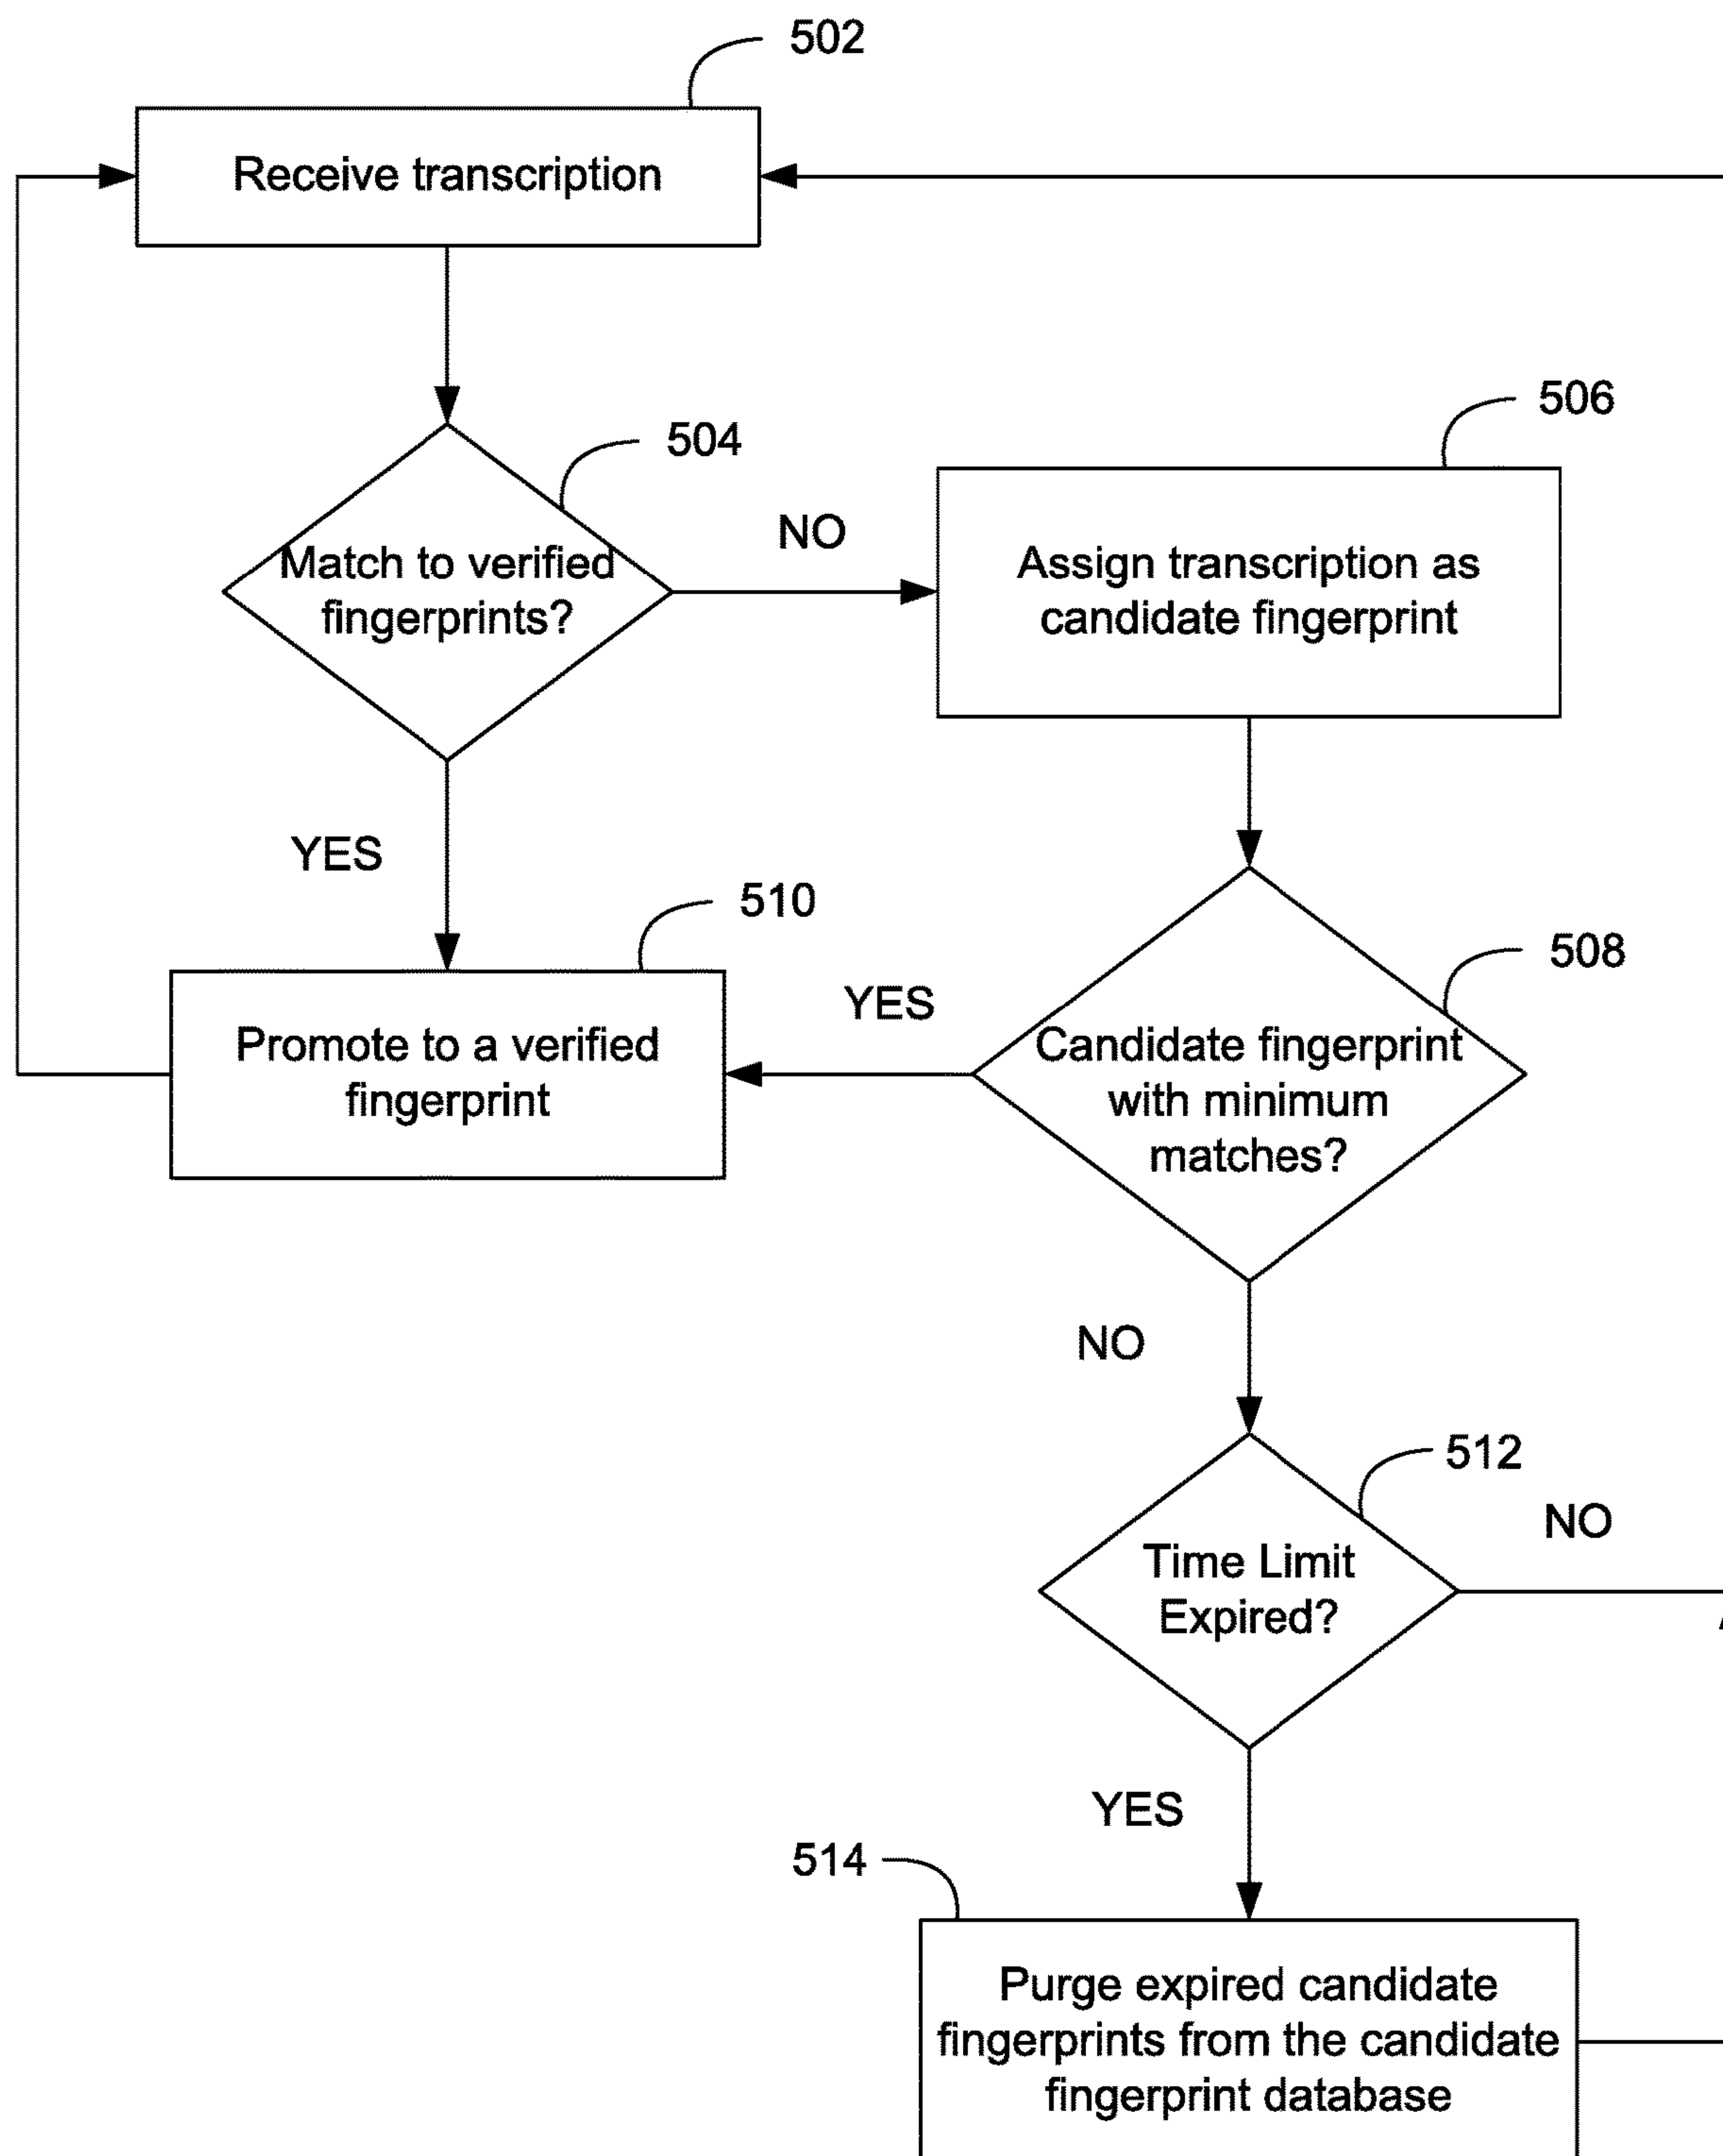 502
Receive transcription
504
Match to verified
fingerprints?
NO
506
Assign transcription as
candidate fingerprint
YES
510
Promote to a verified
fingerprint
YES
508
Candidate fingerprint
with minimum
matches?
NO
512
Time Limit
Expired?
NO
YES
514
Purge expired candidate
fingerprints from the candidate
fingerprint database